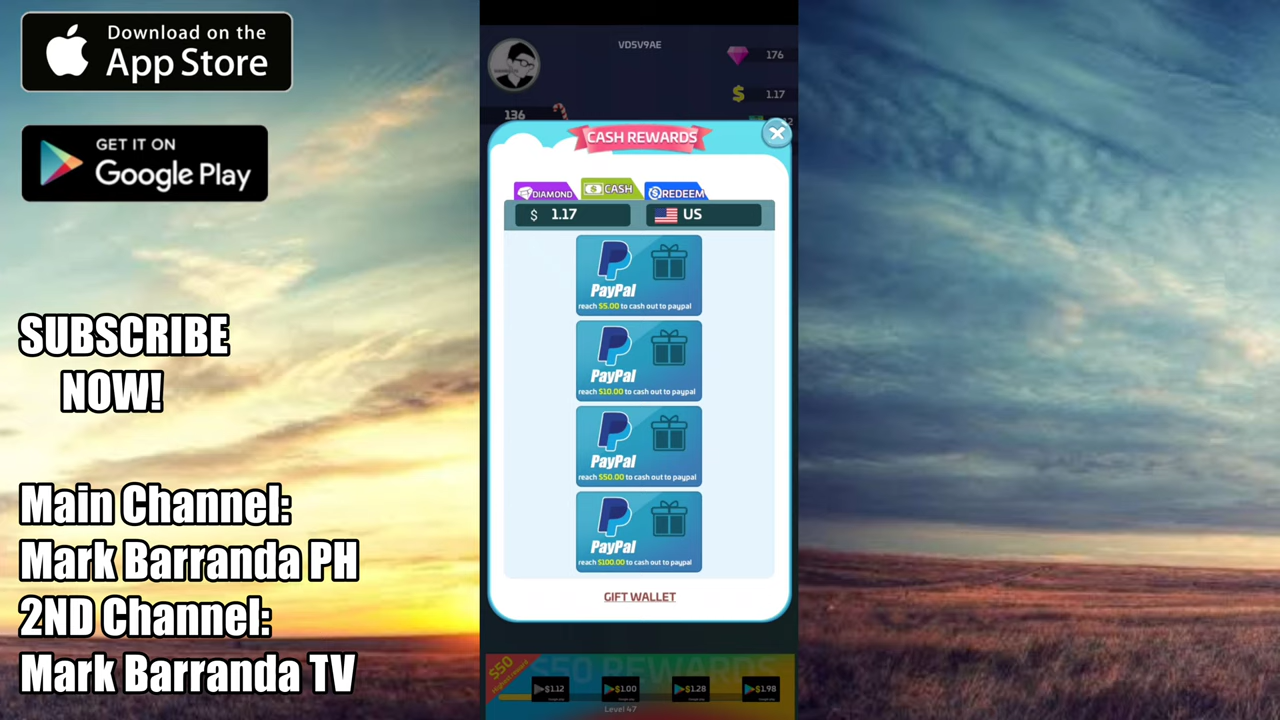 Download on the
App Store
GET IT ON
Google Play
SUBSCRIBE
NOW!
Main Channel:
Mark Barranda PH
2ND Channel:
Mark Barranda TV
VD5V9AE
176
1.17
136
CASH REWARDS
DIAMOND
CASH
REDEEM
$ 1.17
US
PayPal
reach $5.00 to cash out to paypal
PayPal
reach $10.00 to cash out to paypal
PayPal
reach $50.00 to cash out to paypal
PayPal
reach $100.00 to cash out to paypal
GIFT WALLET
$50
$50 REWARDS
$1.12
$1.00
$1.28
$1.98
Level 47